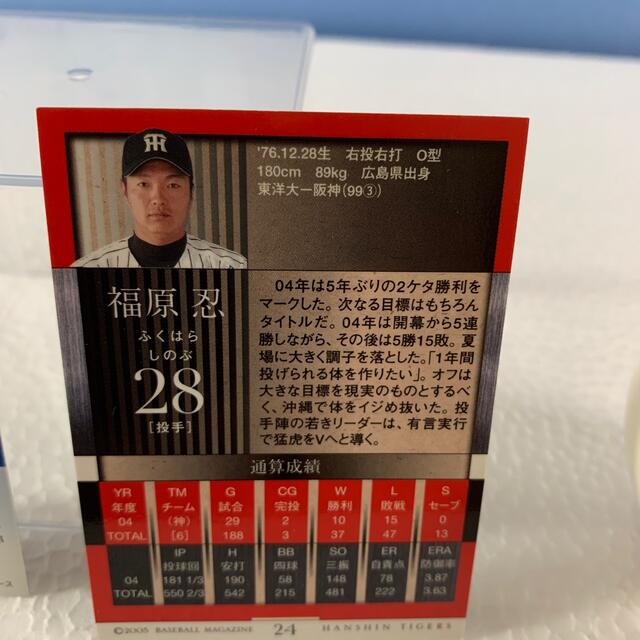 TH
'76.12.28生 右投右打 O型
180cm 89kg 広島県出身
東洋大ー阪神(99③)
福原 忍
ふくはら
しのぶ
28
[投手]
04年は5年ぶりの2ケタ勝利を
マークした。次なる目標はもちろん
タイトルだ。04年は開幕から5連
勝しながら、その後は5勝15敗。夏
場に大きく調子を落とした。「1年間
投げられる体を作りたい」。オフは
大きな目標を現実のものとするべ
く、沖縄で体をイジめ抜いた。投
手陣の若きリーダーは、有言実行
で猛虎をVへと導く。
通算成績
YR TM G CG W L S
年度 チーム 試合 完投 勝利 敗戦 セーブ
04 (神) 29 2 10 15 0
TOTAL [6] 188 3 37 47 13
IP H BB SO ER ERA
投球回 安打 四球 三振 自責点 防御率
04 181 1/3 190 58 148 78 3.87
TOTAL 550 2/3 542 215 481 222 3.63
©2005 BASEBALL MAGAZINE 24 HANSHIN TIGERS